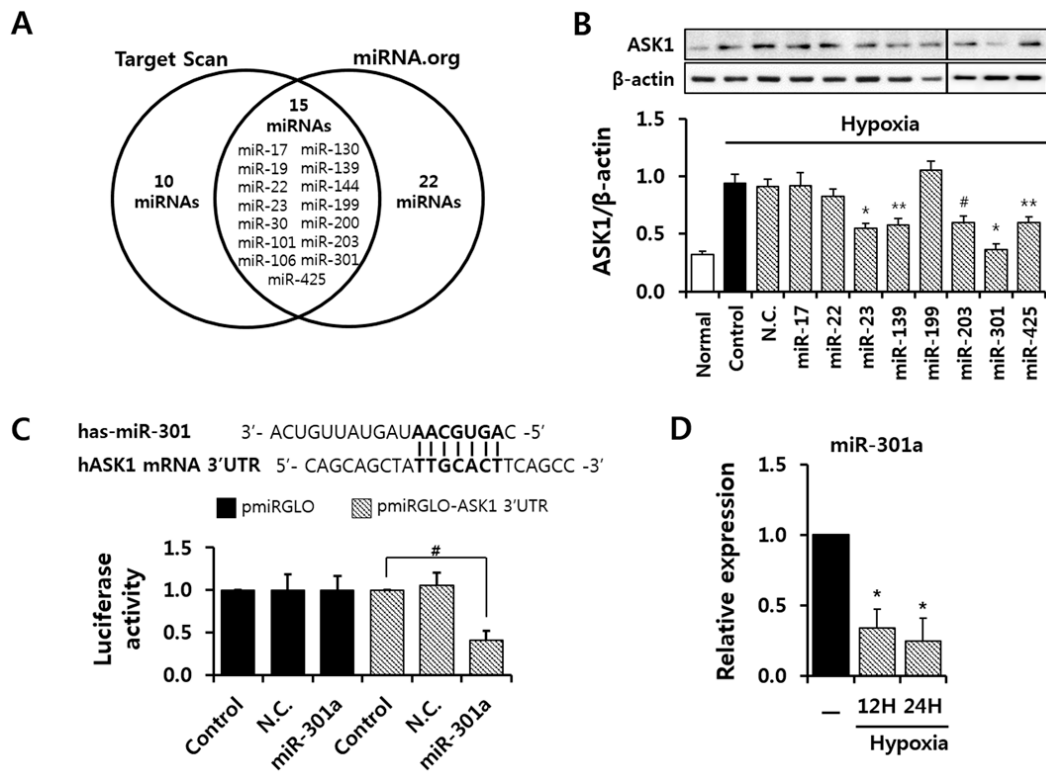 A
Target Scan
miRNA.org
15
miRNAs
miR-17 miR-130
miR-19 miR-139
miR-22 miR-144
miR-23 miR-199
miR-30 miR-200
miR-101 miR-203
miR-106 miR-301
miR-425
10
miRNAs
22
miRNAs
B
ASK1
β-actin
Hypoxia
ASK1/β-actin
1.5
1.0
0.5
0.0
* ** # * **
Normal
Control
N.C.
miR-17
miR-22
miR-23
miR-139
miR-199
miR-203
miR-301
miR-425
C
has-miR-301 3′- ACUGUUAUGAUAACGUGAC -5′
hASK1 mRNA 3′UTR 5′- CAGCAGCTATTGCACTTCAGCC -3′
pmiRGLO pmiRGLO-ASK1 3′UTR
Luciferase
activity
1.5
1.0
0.5
0.0
#
Control
N.C.
miR-301a
Control
N.C.
miR-301a
D
miR-301a
Relative expression
1.5
1.0
0.5
0.0
* *
– 12H 24H
Hypoxia